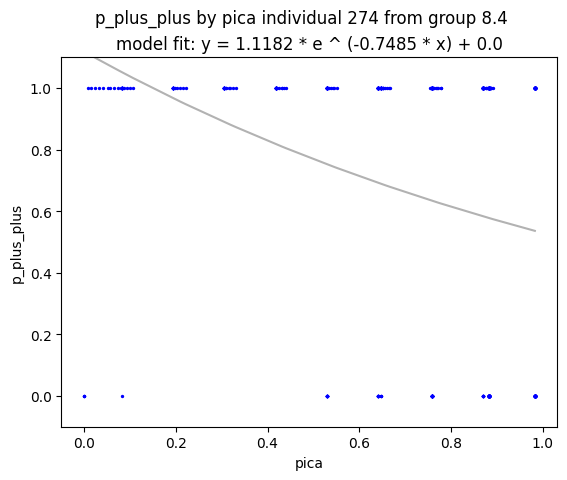 p_plus_plus by pica individual 274 from group 8.4
model fit: y = 1.1182 * e ^ (-0.7485 * x) + 0.0
1.0
0.8
0.6
0.4
0.2
0.0
p_plus_plus
0.0 0.2 0.4 0.6 0.8 1.0
pica